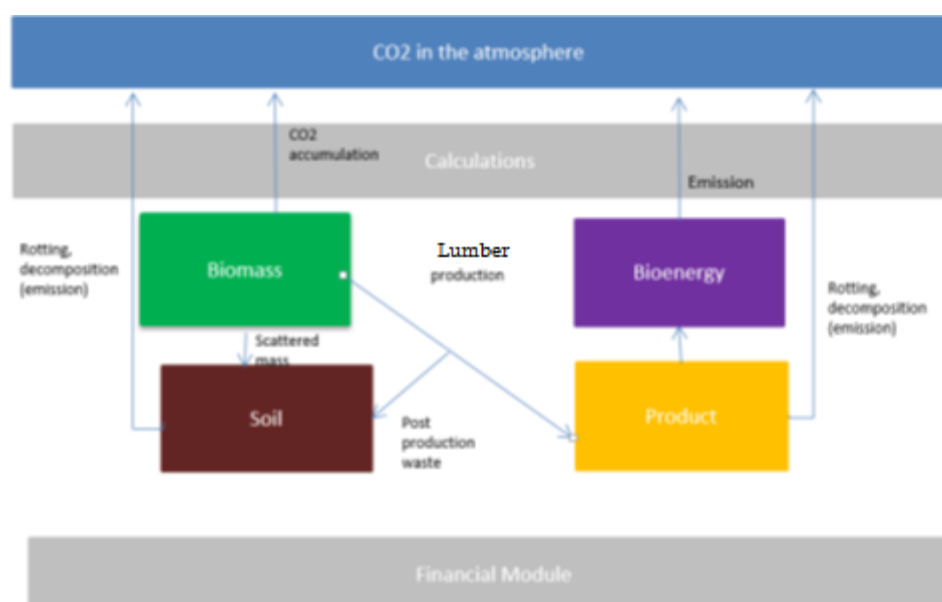 CO2 in the atmosphere
CO2
accumulation
Calculations
Emission
Rotting,
decomposition
(emission)
Biomass
Lumber
production
Bioenergy
Rotting,
decomposition
(emission)
Scattered
mass
Soil
Post
production
waste
Product
Financial Module